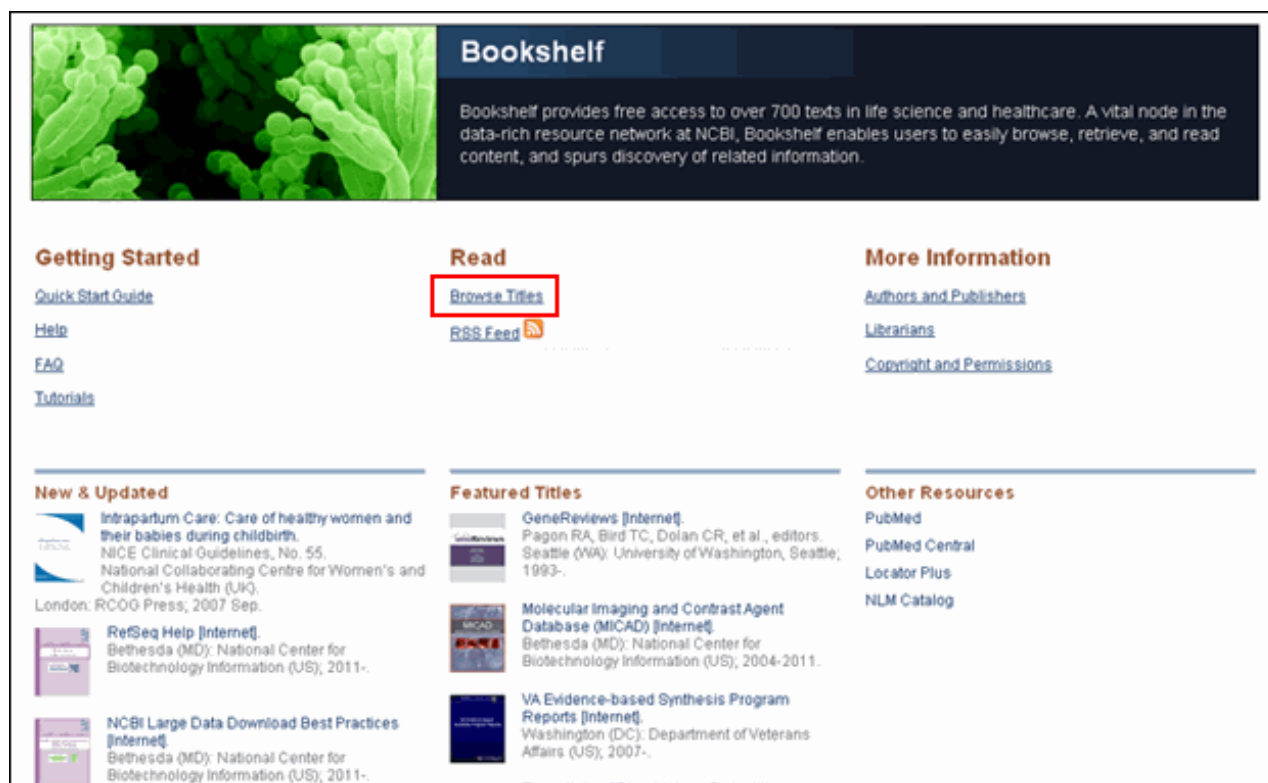 Bookshelf
Bookshelf provides free access to over 700 texts in life science and healthcare. A vital node in the
data-rich resource network at NCBI, Bookshelf enables users to easily browse, retrieve, and read
content, and spurs discovery of related information.
Getting Started
Quick Start Guide
Help
FAQ
Tutorials
Read
Browse Titles
RSS Feed
More Information
Authors and Publishers
Librarians
Copyright and Permissions
New & Updated
Intrapartum Care: Care of healthy women and
their babies during childbirth.
NICE Clinical Guidelines, No. 55.
National Collaborating Centre for Women's and
Children's Health (UK).
London: RCOG Press; 2007 Sep.
RefSeq Help [Internet].
Bethesda (MD): National Center for
Biotechnology Information (US); 2011-.
NCBI Large Data Download Best Practices
[Internet].
Bethesda (MD): National Center for
Biotechnology Information (US); 2011-.
Featured Titles
GeneReviews [Internet].
Pagon RA, Bird TC, Dolan CR, et al., editors.
Seattle (WA): University of Washington, Seattle;
1993-.
MICAD
Molecular Imaging and Contrast Agent
Database (MICAD) [Internet].
Bethesda (MD): National Center for
Biotechnology Information (US); 2004-2011.
VA Evidence-based Synthesis Program
Reports [Internet].
Washington (DC): Department of Veterans
Affairs (US); 2007-.
Other Resources
PubMed
PubMed Central
Locator Plus
NLM Catalog